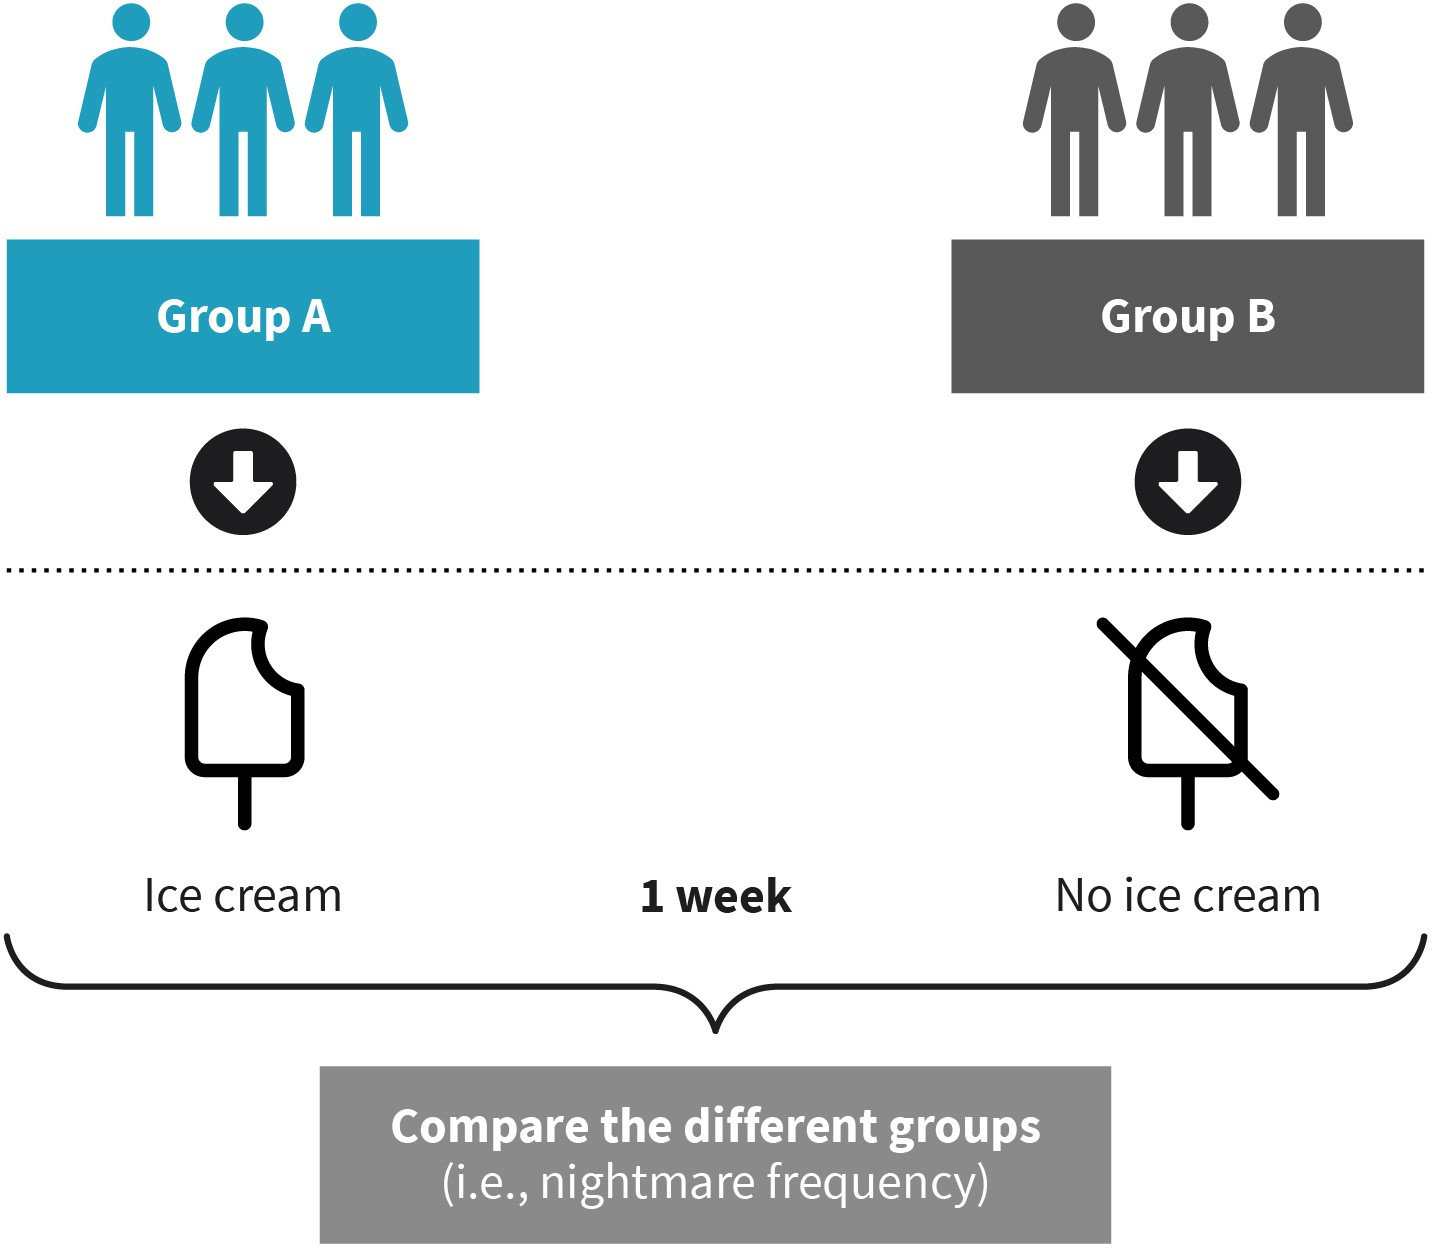 Group A
Group B
Ice cream
1 week
No ice cream
Compare the different groups
(i.e., nightmare frequency)